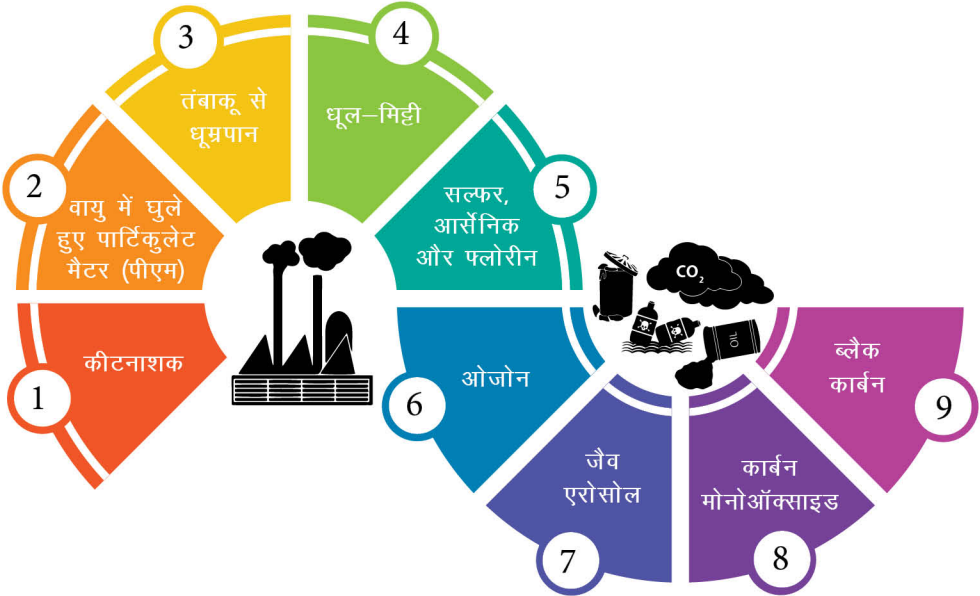 1
कीटनाशक
2
वायु में घुले
हुए पार्टिकुलेट
मैटर (पीएम)
3
तंबाकू से
धूम्रपान
4
धूल–मिट्टी
5
सल्फर,
आर्सेनिक
और फ्लोरीन
6
ओजोन
7
जैव
एरोसोल
8
कार्बन
मोनोऑक्साइड
9
ब्लैक
कार्बन
CO₂
OIL